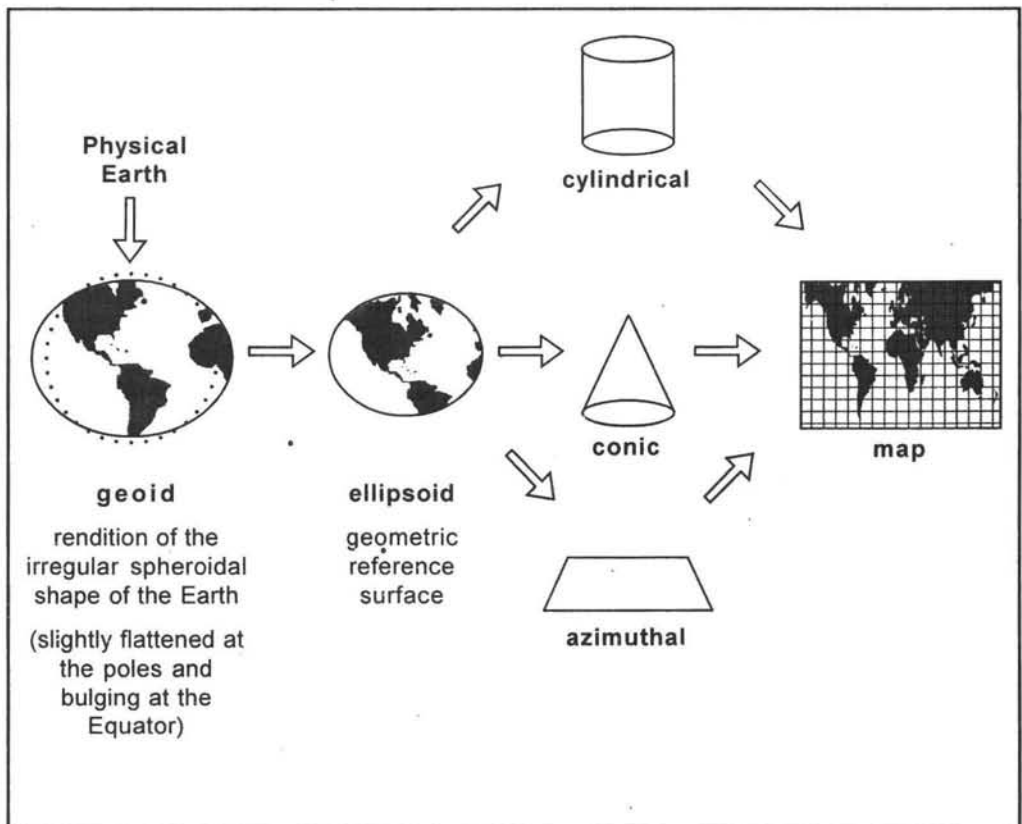 Physical
Earth
cylindrical
geoid
rendition of the
irregular spheroidal
shape of the Earth
(slightly flattened at
the poles and
bulging at the
Equator)
ellipsoid
geometric
reference
surface
conic
azimuthal
map